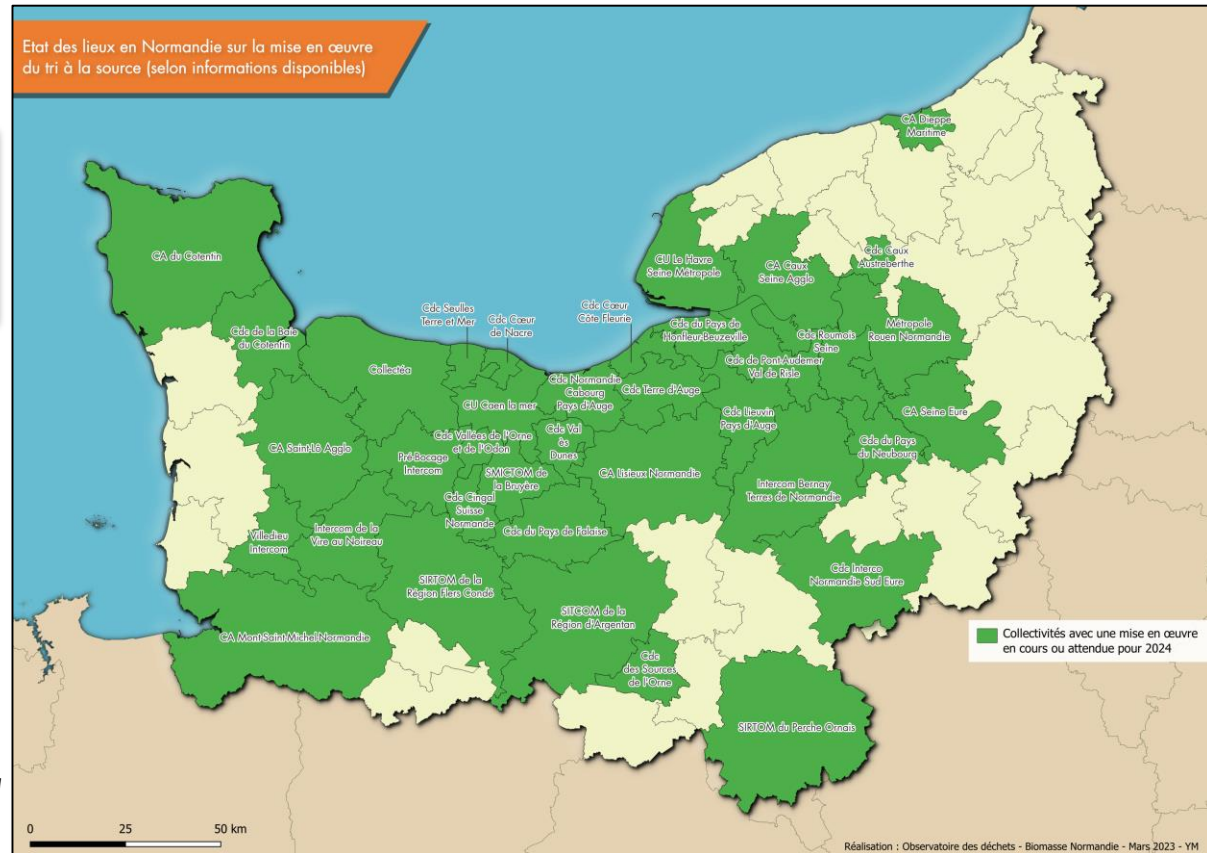 Etat des lieux en Normandie sur la mise en œuvre
du tri à la source (selon informations disponibles)
CA Dieppe
Maritime
CA du Cotentin
CU Le Havre
Seine Métropole
CA Caux
Seine Agglo
Cdc Caux
Austreberthe
Cdc Seulles
Terre et Mer
Cdc Cœur
de Nacre
Cdc Cœur
Côte Fleurie
Cdc de la Baie
du Cotentin
Cdc du Pays de
Honfleur-Beuzeville
Cdc Roumois
Seine
Métropole
Rouen Normandie
Collectéa
Cdc de Pont-Audemer
Val de Risle
Cdc Normandie
Cabourg
Pays d'Auge
Cdc Terre d'Auge
CU Caen la mer
Cdc Lieuvin
Pays d'Auge
CA Seine Eure
CA Saint-Lô Agglo
Pré-Bocage
Intercom
Cdc Vallées de l'Orne
et de l'Odon
Cdc Val
ès
Dunes
Cdc du Pays
du Neubourg
SMICTOM de
la Bruyère
CA Lisieux Normandie
Intercom Bernay
Terres de Normandie
Cdc Cingal
Suisse
Normande
Villedieu
Intercom
Intercom de la
Vire au Noireau
Cdc du Pays de Falaise
Cdc Interco
Normandie Sud Eure
SIRTOM de la
Région Flers Condé
SITCOM de la
Région d'Argentan
CA Mont-Saint-Michel-Normandie
Cdc
des Sources
de l'Orne
Collectivités avec une mise en œuvre
en cours ou attendue pour 2024
SIRTOM du Perche Ornais
0 25 50 km
Réalisation : Observatoire des déchets - Biomasse Normandie - Mars 2023 - YM